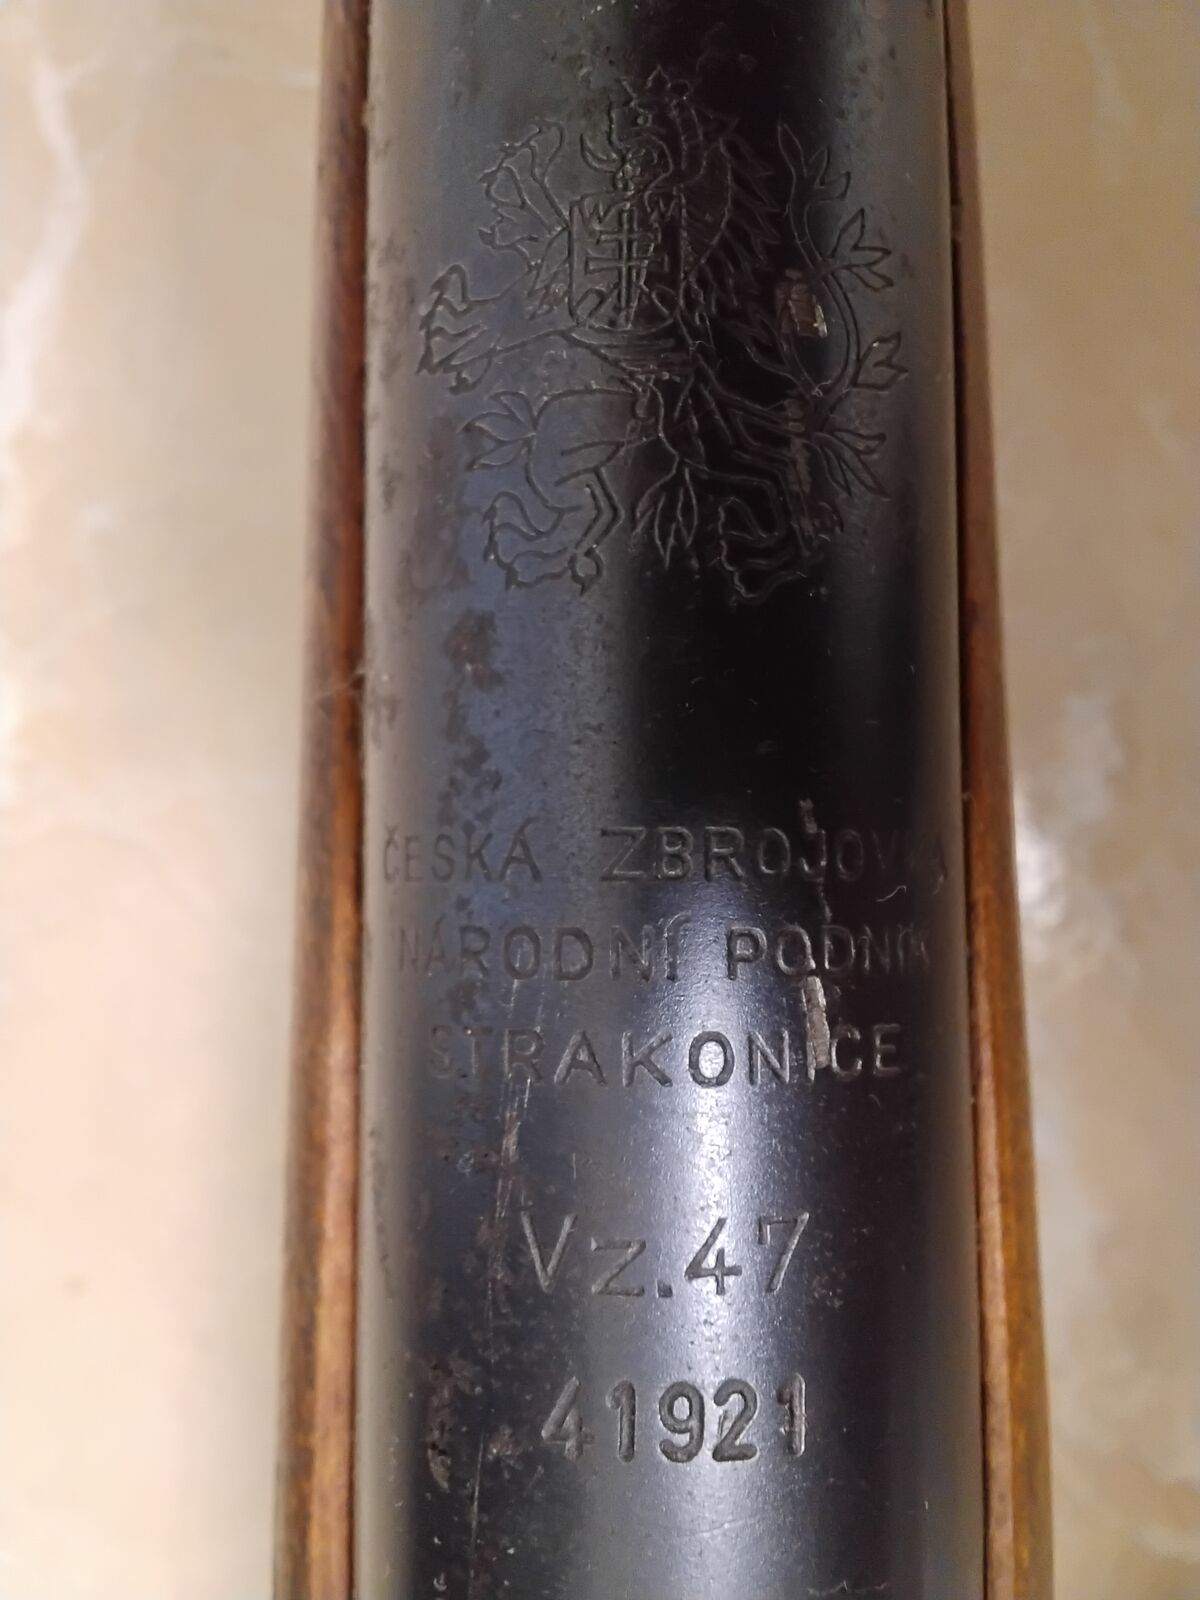 ČESKÁ ZBROJOVKA
NÁRODNÍ PODNIK
STRAKONICE
Vz.47
41921